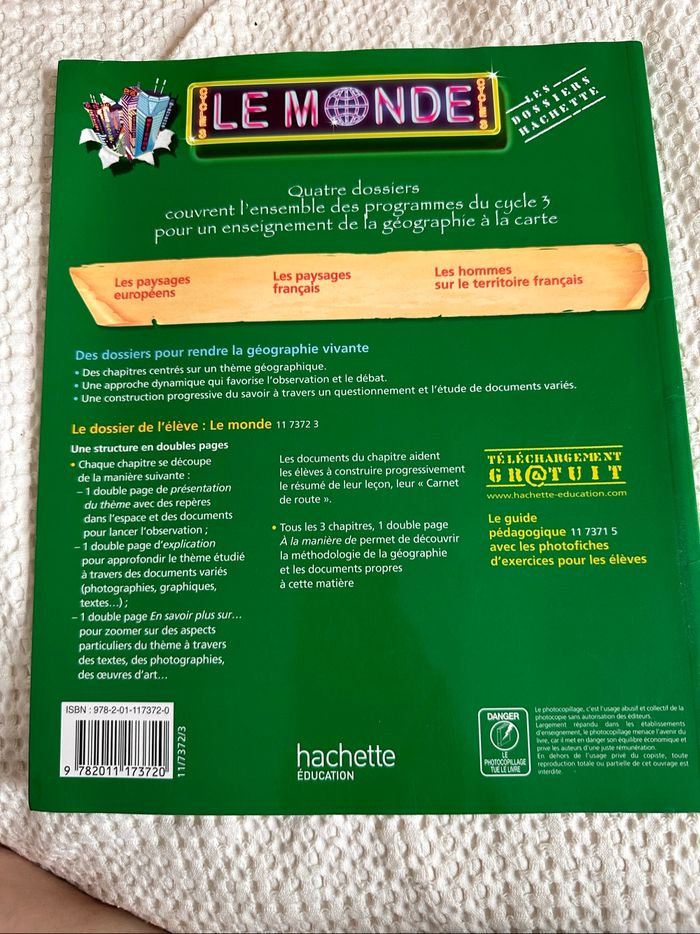 CYCLE 3
LE MONDE
CYCLE 3
LES
DOSSIERS
HACHETTE
Quatre dossiers
couvrent l'ensemble des programmes du cycle 3
pour un enseignement de la géographie à la carte
Les paysages
européens
Les paysages
français
Les hommes
sur le territoire français
Des dossiers pour rendre la géographie vivante
• Des chapitres centrés sur un thème géographique.
• Une approche dynamique qui favorise l'observation et le débat.
• Une construction progressive du savoir à travers un questionnement et l'étude de documents variés.
Le dossier de l'élève : Le monde 11 7372 3
Une structure en doubles pages
• Chaque chapitre se découpe
de la manière suivante :
– 1 double page de présentation
du thème avec des repères
dans l'espace et des documents
pour lancer l'observation ;
– 1 double page d'explication
pour approfondir le thème étudié
à travers des documents variés
(photographies, graphiques,
textes…) ;
– 1 double page En savoir plus sur…
pour zoomer sur des aspects
particuliers du thème à travers
des textes, des photographies,
des œuvres d'art…
Les documents du chapitre aident
les élèves à construire progressivement
le résumé de leur leçon, leur « Carnet
de route ».
• Tous les 3 chapitres, 1 double page
À la manière de permet de découvrir
la méthodologie de la géographie
et les documents propres
à cette matière
TÉLÉCHARGEMENT
GR@TUIT
www.hachette-education.com
Le guide
pédagogique 11 7371 5
avec les photofiches
d'exercices pour les élèves
ISBN : 978-2-01-117372-0
9 782011 173720
11/7372/3
hachette
ÉDUCATION
DANGER
LE
PHOTOCOPILLAGE
TUE LE LIVRE
Le photocopillage, c'est l'usage abusif et collectif de la
photocopie sans autorisation des éditeurs.
Largement répandu dans les établissements
d'enseignement, le photocopillage menace l'avenir du
livre, car il met en danger son équilibre économique et
prive les auteurs d'une juste rémunération.
En dehors de l'usage privé du copiste, toute
reproduction totale ou partielle de cet ouvrage est
interdite.